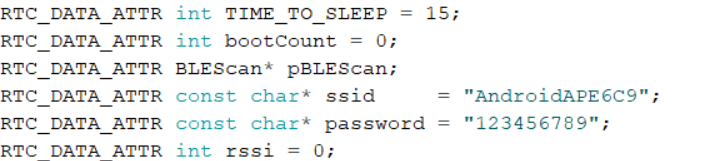 RTC_DATA_ATTR int TIME_TO_SLEEP = 15;
RTC_DATA_ATTR int bootCount = 0;
RTC_DATA_ATTR BLEScan* pBLEScan;
RTC_DATA_ATTR const char* ssid     = "AndroidAPE6C9";
RTC_DATA_ATTR const char* password = "123456789";
RTC_DATA_ATTR int rssi = 0;